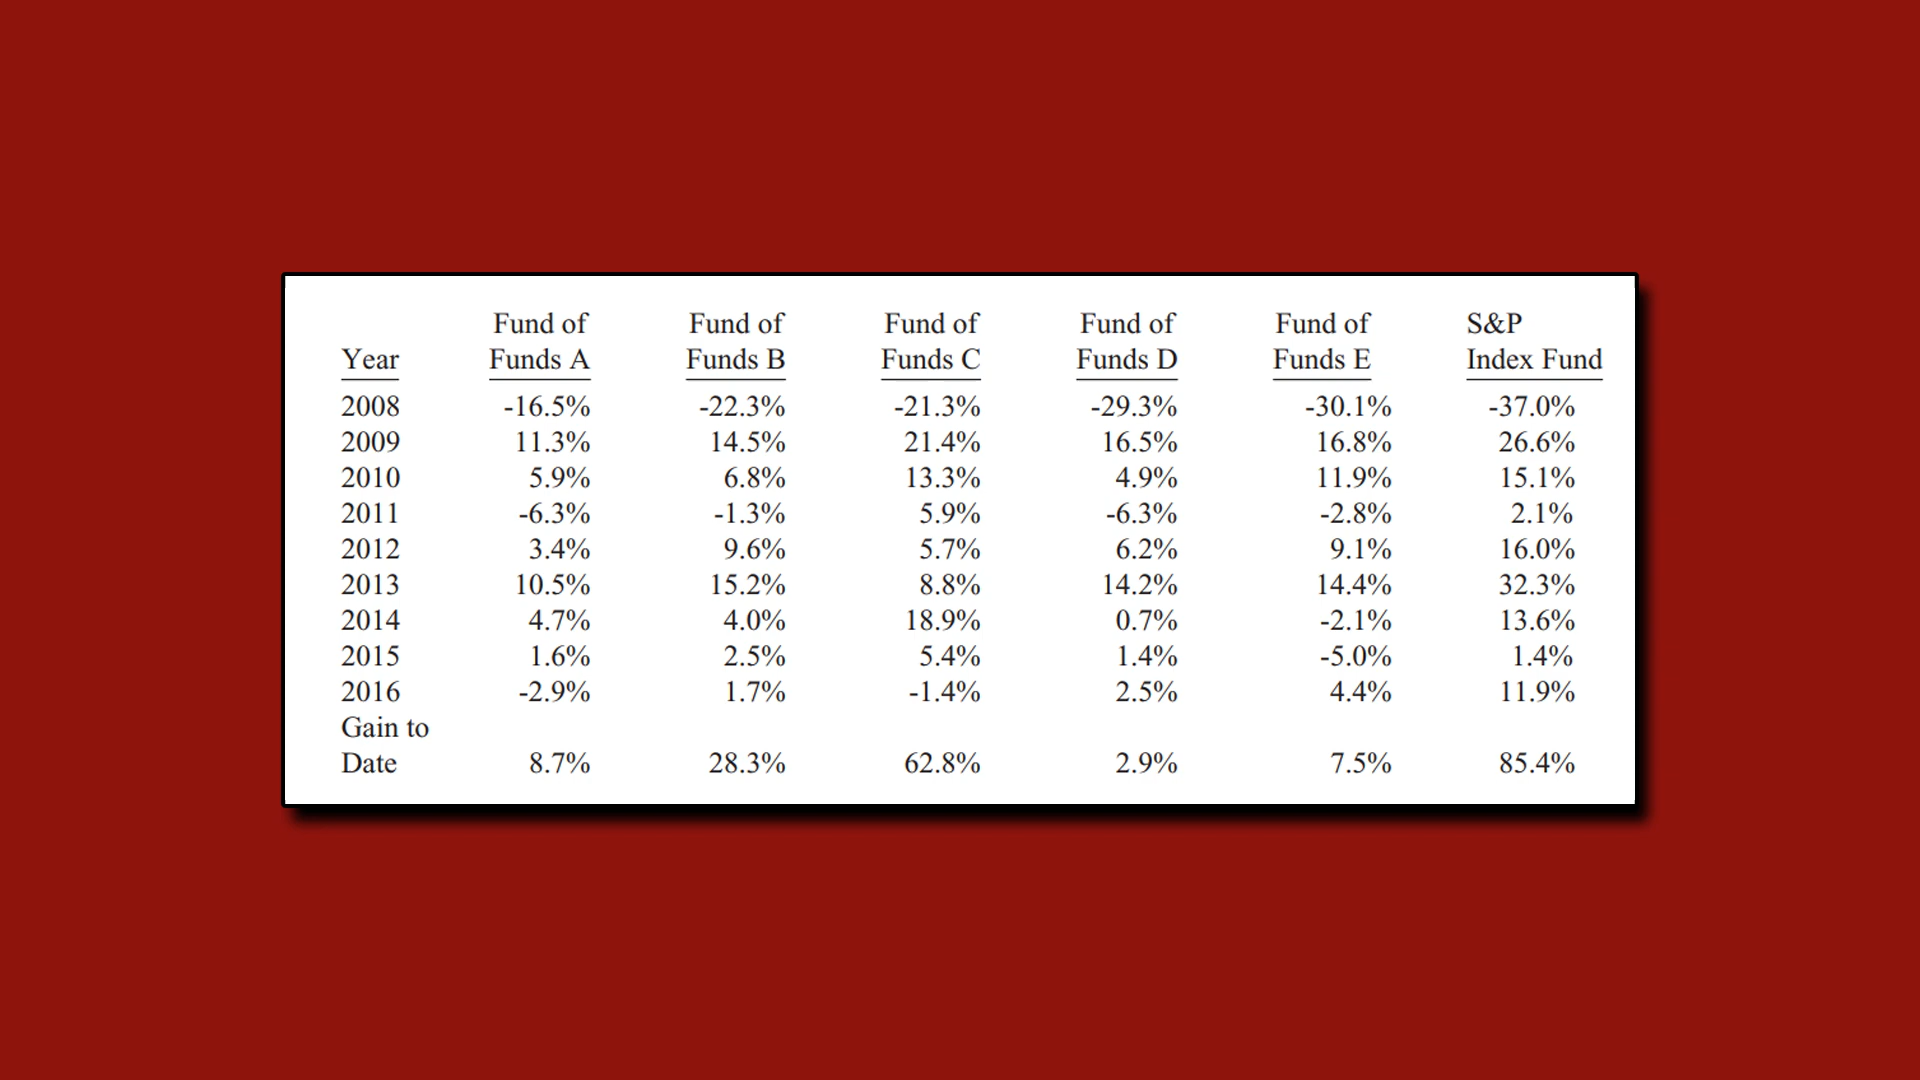 Fund of Fund of Fund of Fund of Fund of S&P
Year Funds A Funds B Funds C Funds D Funds E Index Fund
2008 -16.5% -22.3% -21.3% -29.3% -30.1% -37.0%
2009 11.3% 14.5% 21.4% 16.5% 16.8% 26.6%
2010 5.9% 6.8% 13.3% 4.9% 11.9% 15.1%
2011 -6.3% -1.3% 5.9% -6.3% -2.8% 2.1%
2012 3.4% 9.6% 5.7% 6.2% 9.1% 16.0%
2013 10.5% 15.2% 8.8% 14.2% 14.4% 32.3%
2014 4.7% 4.0% 18.9% 0.7% -2.1% 13.6%
2015 1.6% 2.5% 5.4% 1.4% -5.0% 1.4%
2016 -2.9% 1.7% -1.4% 2.5% 4.4% 11.9%
Gain to
Date 8.7% 28.3% 62.8% 2.9% 7.5% 85.4%